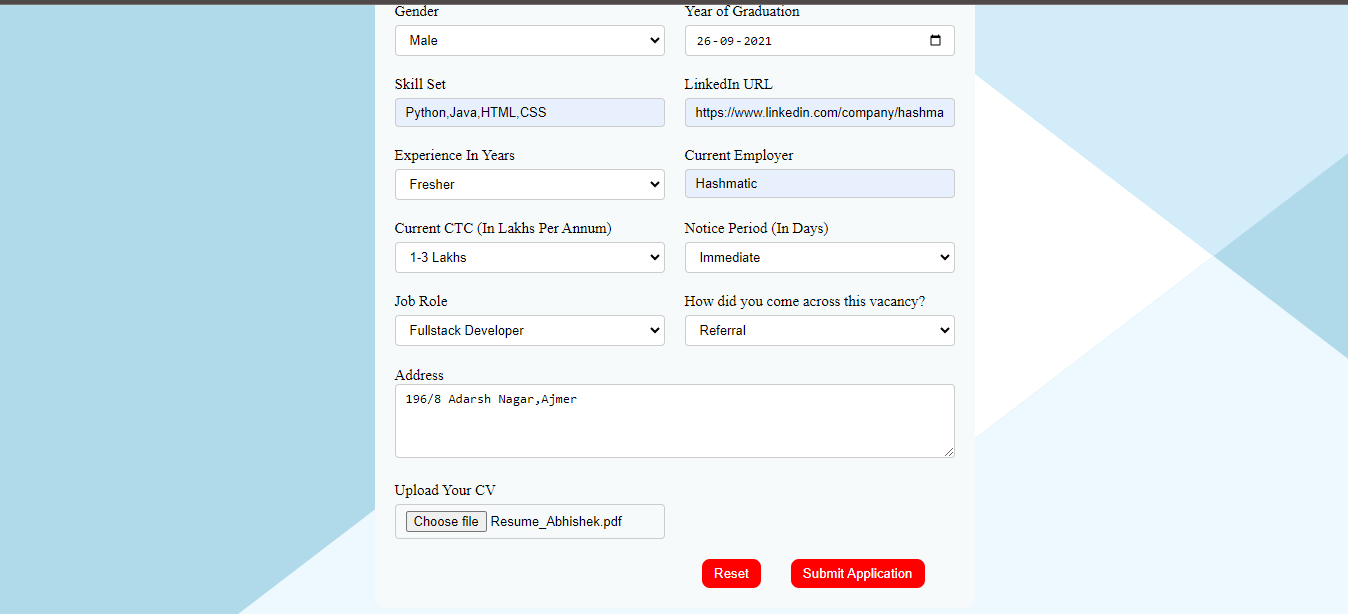 Gender Year of Graduation
Male 26-09-2021
Skill Set LinkedIn URL
Python,Java,HTML,CSS https://www.linkedin.com/company/hashma
Experience In Years Current Employer
Fresher Hashmatic
Current CTC (In Lakhs Per Annum) Notice Period (In Days)
1-3 Lakhs Immediate
Job Role How did you come across this vacancy?
Fullstack Developer Referral
Address
196/8 Adarsh Nagar,Ajmer
Upload Your CV
Choose file Resume_Abhishek.pdf
Reset Submit Application